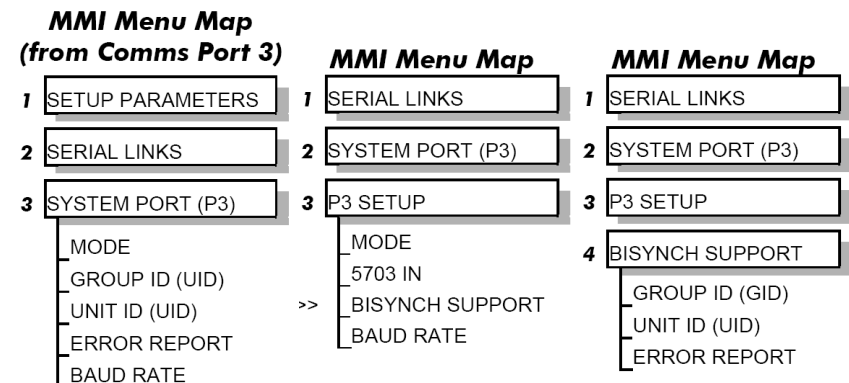 MMI Menu Map
(from Comms Port 3)
1 SETUP PARAMETERS
2 SERIAL LINKS
3 SYSTEM PORT (P3)
MODE
GROUP ID (UID)
UNIT ID (UID)
ERROR REPORT
BAUD RATE
MMI Menu Map
1 SERIAL LINKS
2 SYSTEM PORT (P3)
3 P3 SETUP
MODE
5703 IN
>> BISYNCH SUPPORT
BAUD RATE
MMI Menu Map
1 SERIAL LINKS
2 SYSTEM PORT (P3)
3 P3 SETUP
4 BISYNCH SUPPORT
GROUP ID (GID)
UNIT ID (UID)
ERROR REPORT